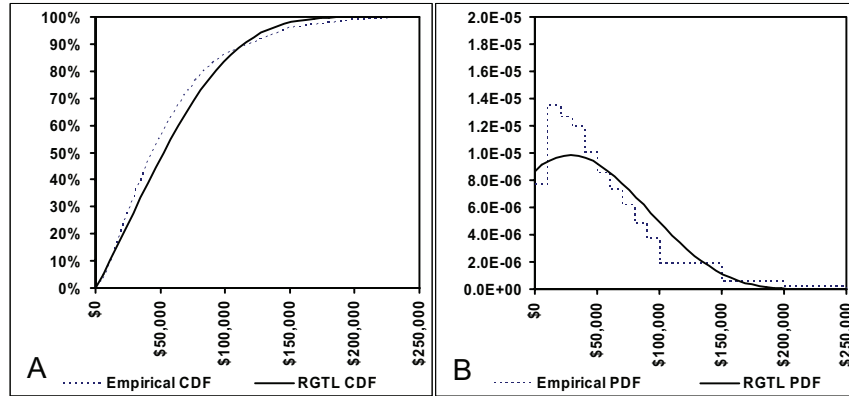 100%
90%
80%
70%
60%
50%
40%
30%
20%
10%
0%
$0
$50,000
$100,000
$150,000
$200,000
$250,000
A
Empirical CDF
RGTL CDF
2.0E-05
1.8E-05
1.6E-05
1.4E-05
1.2E-05
1.0E-05
8.0E-06
6.0E-06
4.0E-06
2.0E-06
0.0E+00
$0
$50,000
$100,000
$150,000
$200,000
$250,000
B
Empirical PDF
RGTL PDF